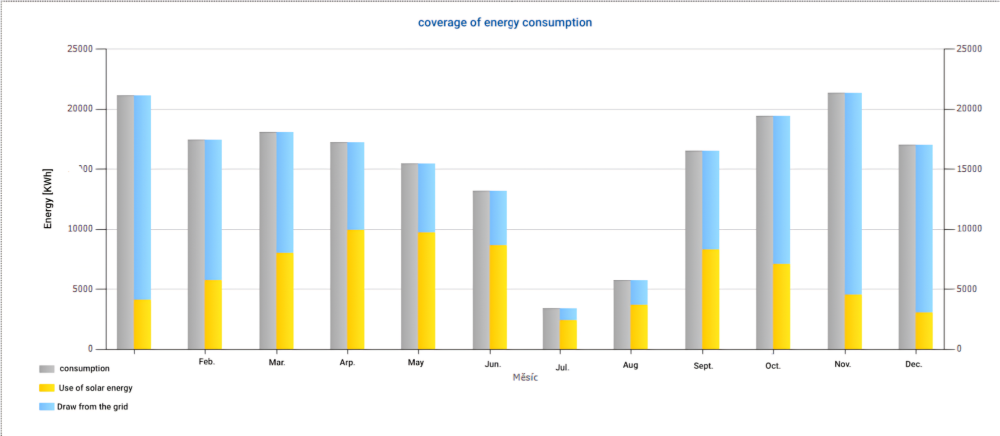 coverage of energy consumption
25000 25000
20000 20000
00 15000
10000 10000
5000 5000
0 0
Energy [KWh]
Feb. Mar. Arp. May Jun. Jul. Aug Sept. Oct. Nov. Dec.
Měsíc
consumption
Use of solar energy
Draw from the grid